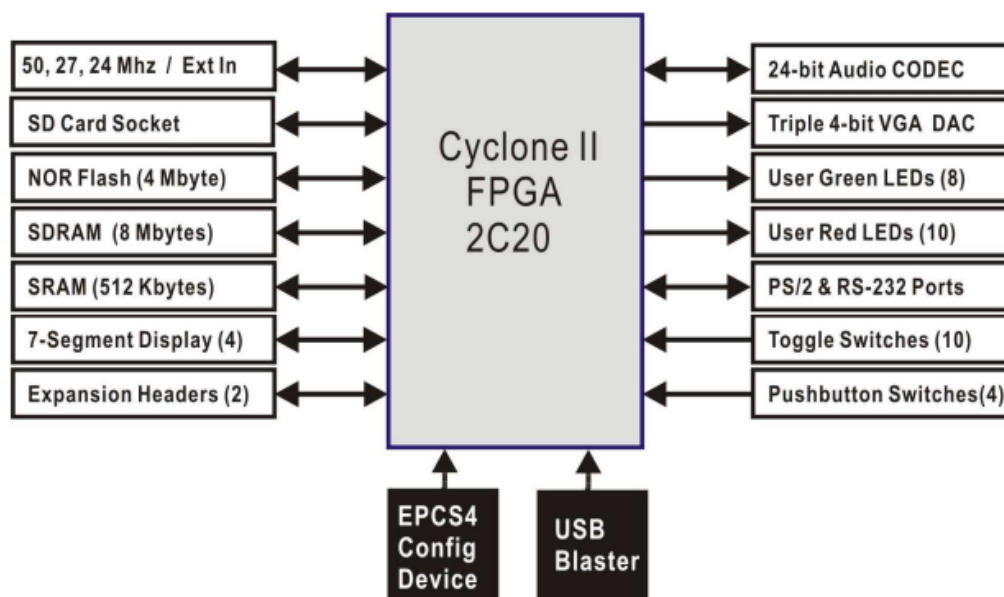 50, 27, 24 Mhz / Ext In
SD Card Socket
NOR Flash (4 Mbyte)
SDRAM (8 Mbytes)
SRAM (512 Kbytes)
7-Segment Display (4)
Expansion Headers (2)
Cyclone II
FPGA
2C20
24-bit Audio CODEC
Triple 4-bit VGA DAC
User Green LEDs (8)
User Red LEDs (10)
PS/2 & RS-232 Ports
Toggle Switches (10)
Pushbutton Switches(4)
EPCS4
Config
Device
USB
Blaster